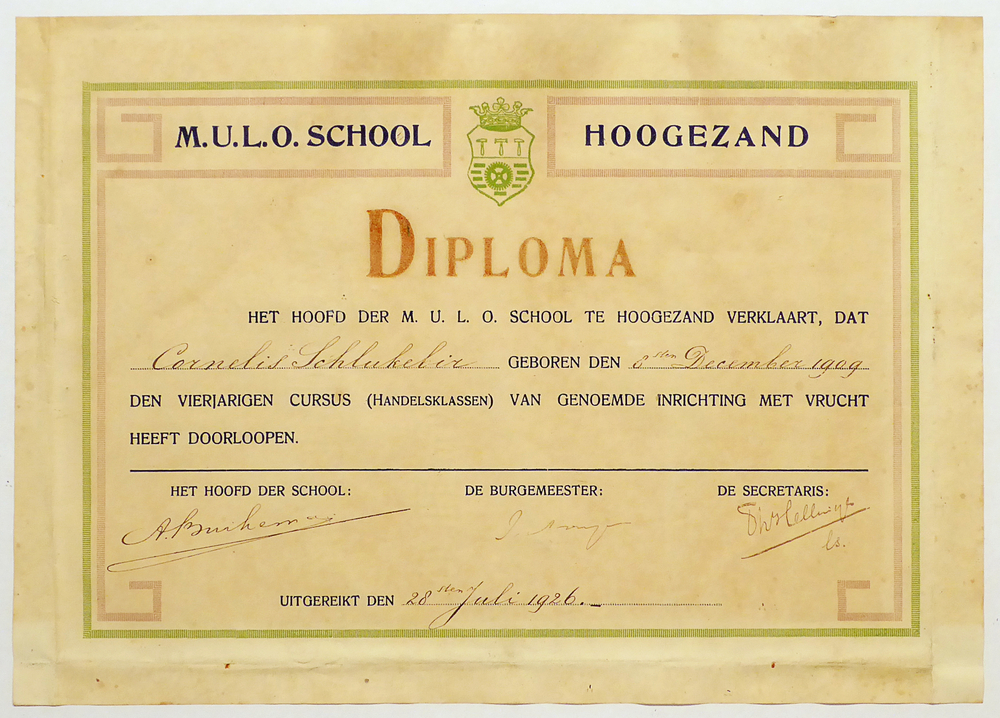 M.U.L.O. SCHOOL HOOGEZAND
DIPLOMA
HET HOOFD DER M. U. L. O. SCHOOL TE HOOGEZAND VERKLAART, DAT
Cornelis Schlukebir GEBOREN DEN 8sten December 1909
DEN VIERJARIGEN CURSUS (HANDELSKLASSEN) VAN GENOEMDE INRICHTING MET VRUCHT
HEEFT DOORLOOPEN.
HET HOOFD DER SCHOOL: DE BURGEMEESTER: DE SECRETARIS:
ls.
UITGEREIKT DEN 28sten Juli 1926.